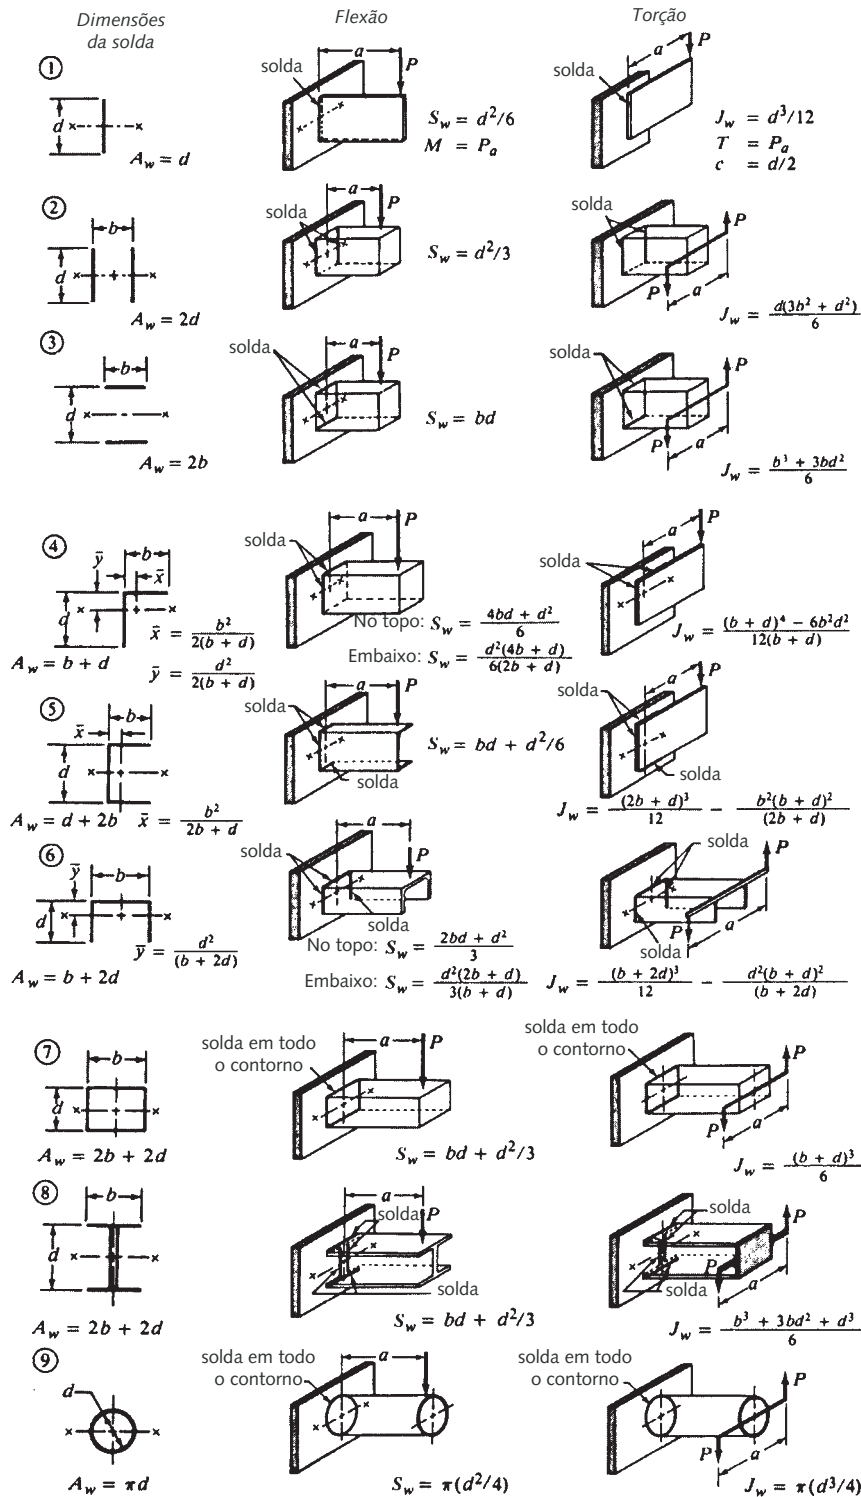 Dimensões
da solda
Flexão
Torção
1
d
A_w = d
solda
a
P
S_w = d²/6
M = P_a
solda
a
P
J_w = d³/12
T = P_a
c = d/2
2
b
d
A_w = 2d
solda
a
P
S_w = d²/3
solda
P
P
a
J_w = d(3b² + d²)/6
3
b
d
A_w = 2b
solda
a
P
S_w = bd
solda
P
P
a
J_w = b³ + 3bd²/6
4
b
ȳ
x̄
d
A_w = b + d
x̄ = b²/2(b + d)
ȳ = d²/2(b + d)
solda
a
P
No topo: S_w = 4bd + d²/6
Embaixo: S_w = d²(4b + d)/6(2b + d)
solda
a
P
J_w = (b + d)⁴ − 6b²d²/12(b + d)
5
b
x̄
d
A_w = d + 2b
x̄ = b²/2b + d
solda
a
P
solda
S_w = bd + d²/6
solda
a
P
solda
J_w = (2b + d)³/12 − b²(b + d)²/(2b + d)
6
ȳ
b
d
ȳ = d²/(b + 2d)
A_w = b + 2d
solda
a
P
solda
No topo: S_w = 2bd + d²/3
Embaixo: S_w = d²(2b + d)/3(b + d)
solda
P
P
a
solda
J_w = (b + 2d)³/12 − d²(b + d)²/(b + 2d)
7
b
d
A_w = 2b + 2d
solda em todo
o contorno
a
P
S_w = bd + d²/3
solda em todo
o contorno
P
P
a
J_w = (b + d)³/6
8
b
d
A_w = 2b + 2d
a
solda
P
solda
S_w = bd + d²/3
solda
P
P
a
solda
J_w = b³ + 3bd² + d³/6
9
d
A_w = πd
solda em todo
o contorno
a
P
S_w = π(d²/4)
solda em todo
o contorno
P
P
a
J_w = π(d³/4)